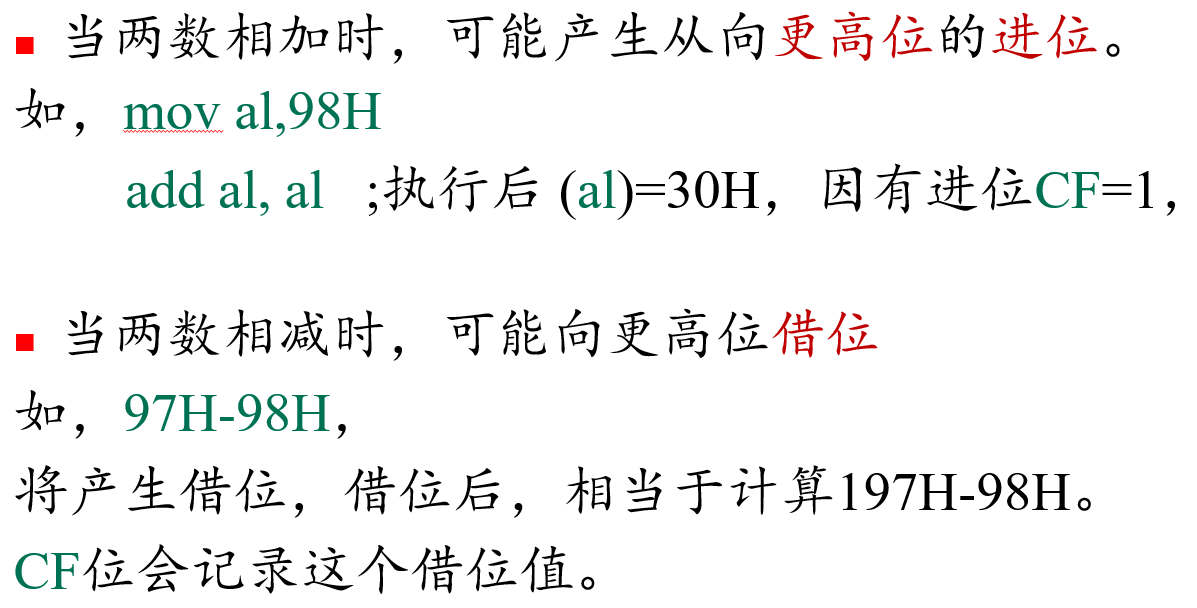 ■ 当两数相加时，可能产生从向更高位的进位。
如，mov al,98H
add al, al ;执行后 (al)=30H，因有进位CF=1，
■ 当两数相减时，可能向更高位借位
如，97H-98H，
将产生借位，借位后，相当于计算197H-98H。
CF位会记录这个借位值。